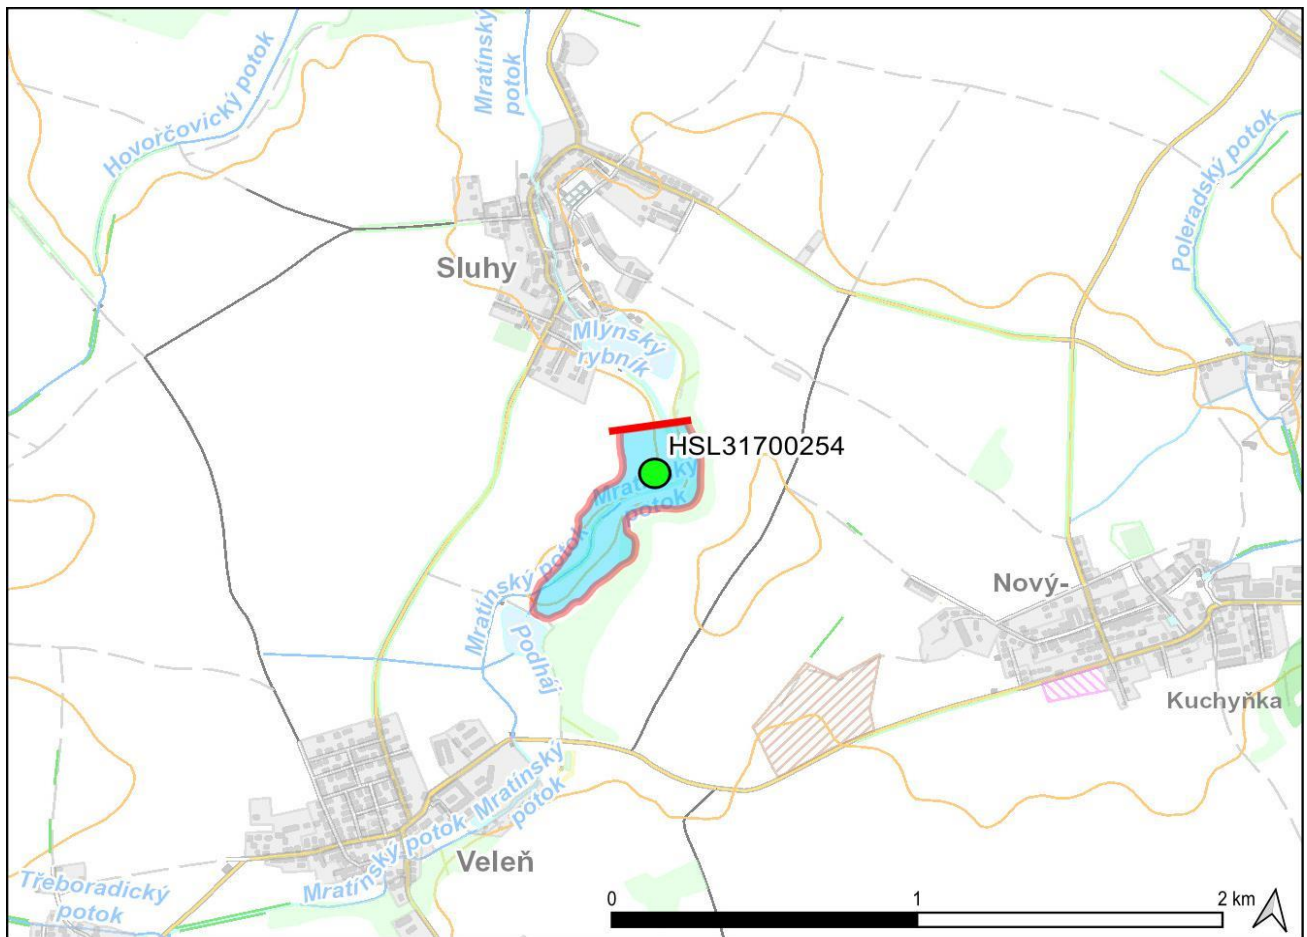 Hovorčovický potok
Mratínský
potok
Poleradský potok
Sluhy
Mlýnský
rybník
HSL31700254
Mratínský
potok
Mratínský potok
Nový-
Podháj
Kuchyňka
Mratínský
potok
Mratínský potok
Veleň
Třeboradický
potok
0 1 2 km